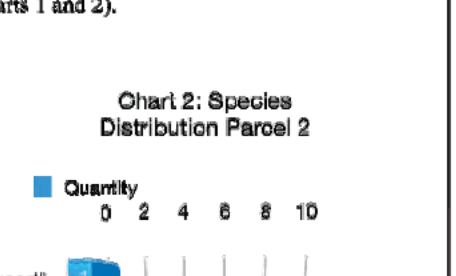 arts 1 and 2).
Chart 2: Species
Distribution Parcel 2
Quantity
0 2 4 6 8 10